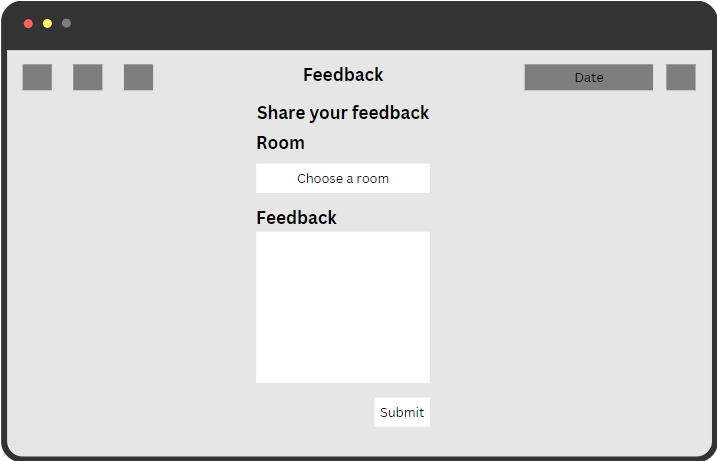 Feedback
Date
Share your feedback
Room
Choose a room
Feedback
Submit